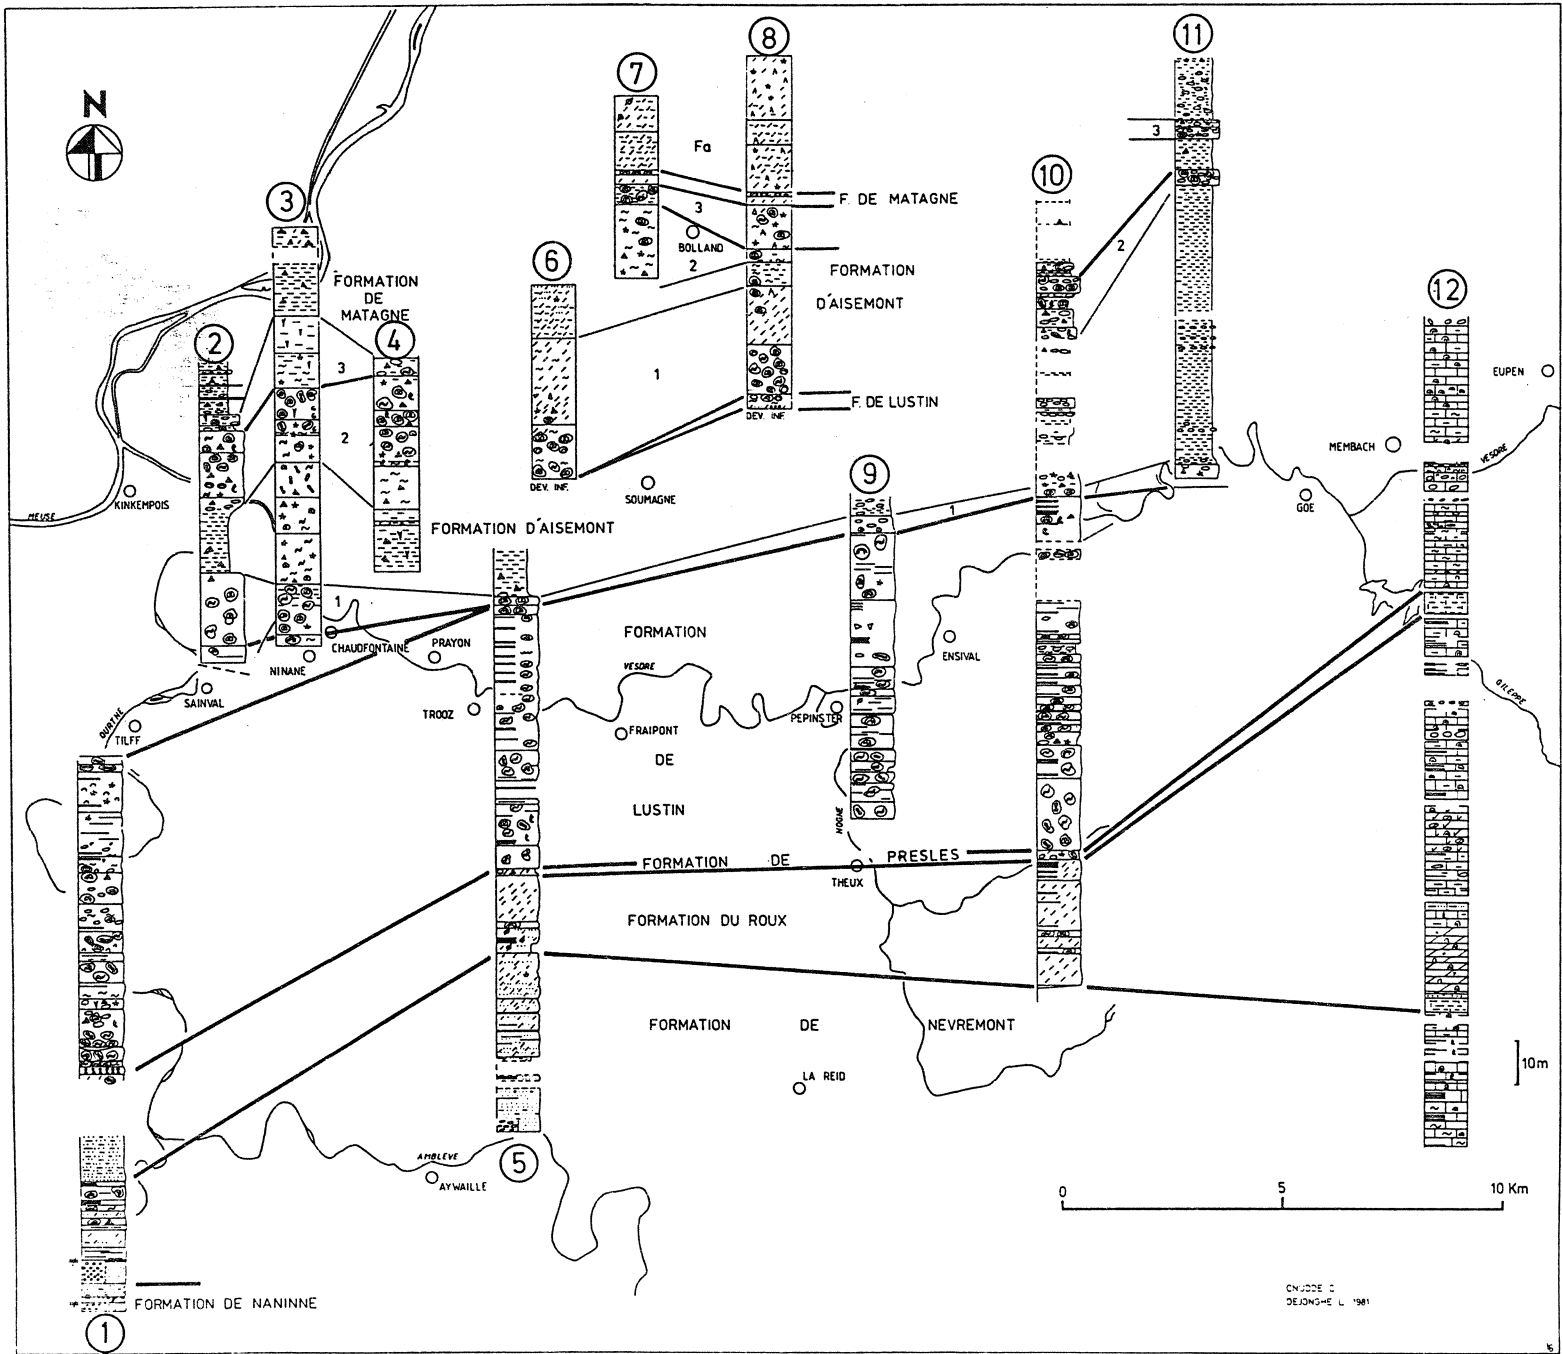 N
8
11
7
10
3
12
6
2
4
9
5
1
Fa
F. DE MATAGNE
3
BOLLAND
2
FORMATION
D'AISEMONT
1
F. DE LUSTIN
DEV. INF.
DEV. INF.
SOUMAGNE
FORMATION
DE
MATAGNE
3
2
1
KINKEMPOIS
MEUSE
FORMATION D'AISEMONT
3
2
1
EUPEN
MEMBACH
VESDRE
GOE
GILEPPE
CHAUDFONTAINE
PRAYON
NINANE
SAINVAL
OURTHE
TILFF
TROOZ
FORMATION
VESDRE
FRAIPONT
DE
LUSTIN
PEPINSTER
ENSIVAL
HOGNE
FORMATION DE PRESLES
THEUX
FORMATION DU ROUX
FORMATION DE NEVREMONT
LA REID
AMBLEVE
AYWAILLE
FORMATION DE NANINNE
10m
0 5 10 Km
DEJONGHE L 1981